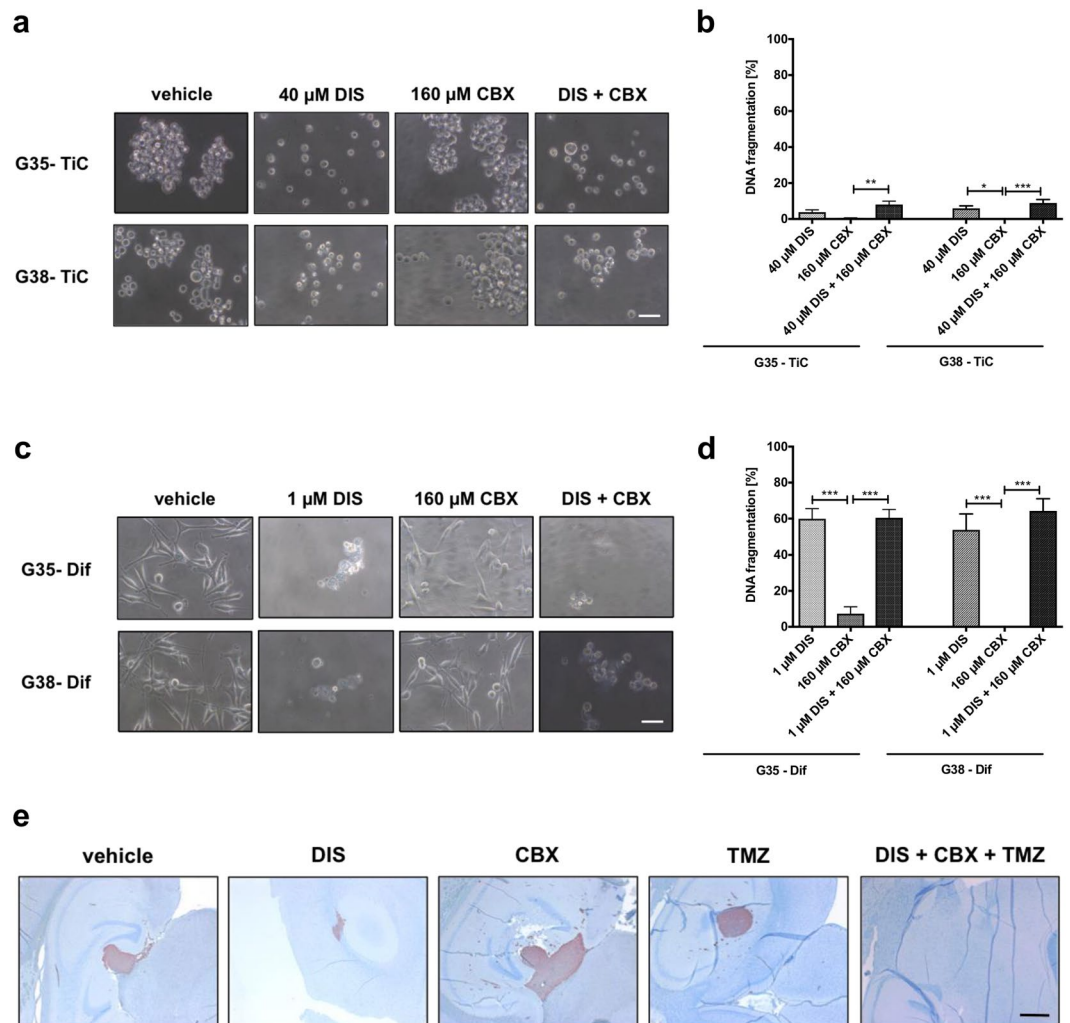 a
vehicle 40 µM DIS 160 µM CBX DIS + CBX
G35- TiC
G38- TiC
b
DNA fragmentation [%]
100
80
60
40
20
0
** * ***
40 µM DIS
160 µM CBX
40 µM DIS + 160 µM CBX
40 µM DIS
160 µM CBX
40 µM DIS + 160 µM CBX
G35 - TiC G38 - TiC
c
vehicle 1 µM DIS 160 µM CBX DIS + CBX
G35- Dif
G38- Dif
d
DNA fragmentation [%]
100
80
60
40
20
0
*** *** *** ***
1 µM DIS
160 µM CBX
1 µM DIS + 160 µM CBX
1 µM DIS
160 µM CBX
1 µM DIS + 160 µM CBX
G35 - Dif G38 - Dif
e
vehicle DIS CBX TMZ DIS + CBX + TMZ